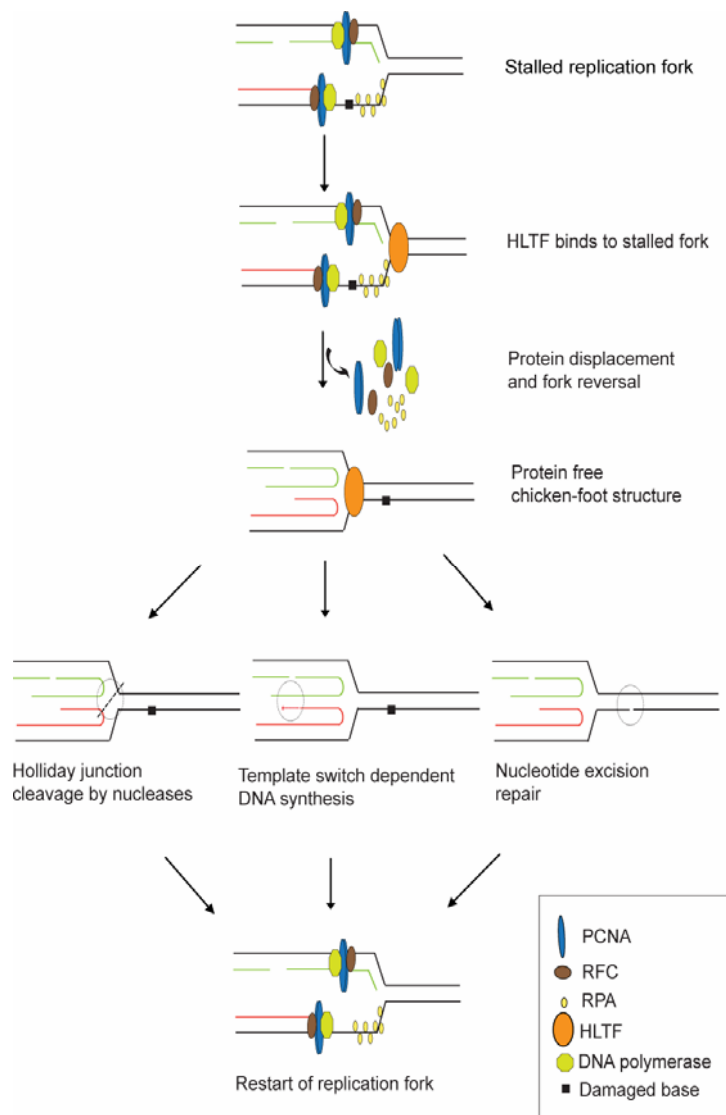 Stalled replication fork
HLTF binds to stalled fork
Protein displacement
and fork reversal
Protein free
chicken-foot structure
Holliday junction
cleavage by nucleases
Template switch dependent
DNA synthesis
Nucleotide excision
repair
Restart of replication fork
PCNA
RFC
RPA
HLTF
DNA polymerase
Damaged base